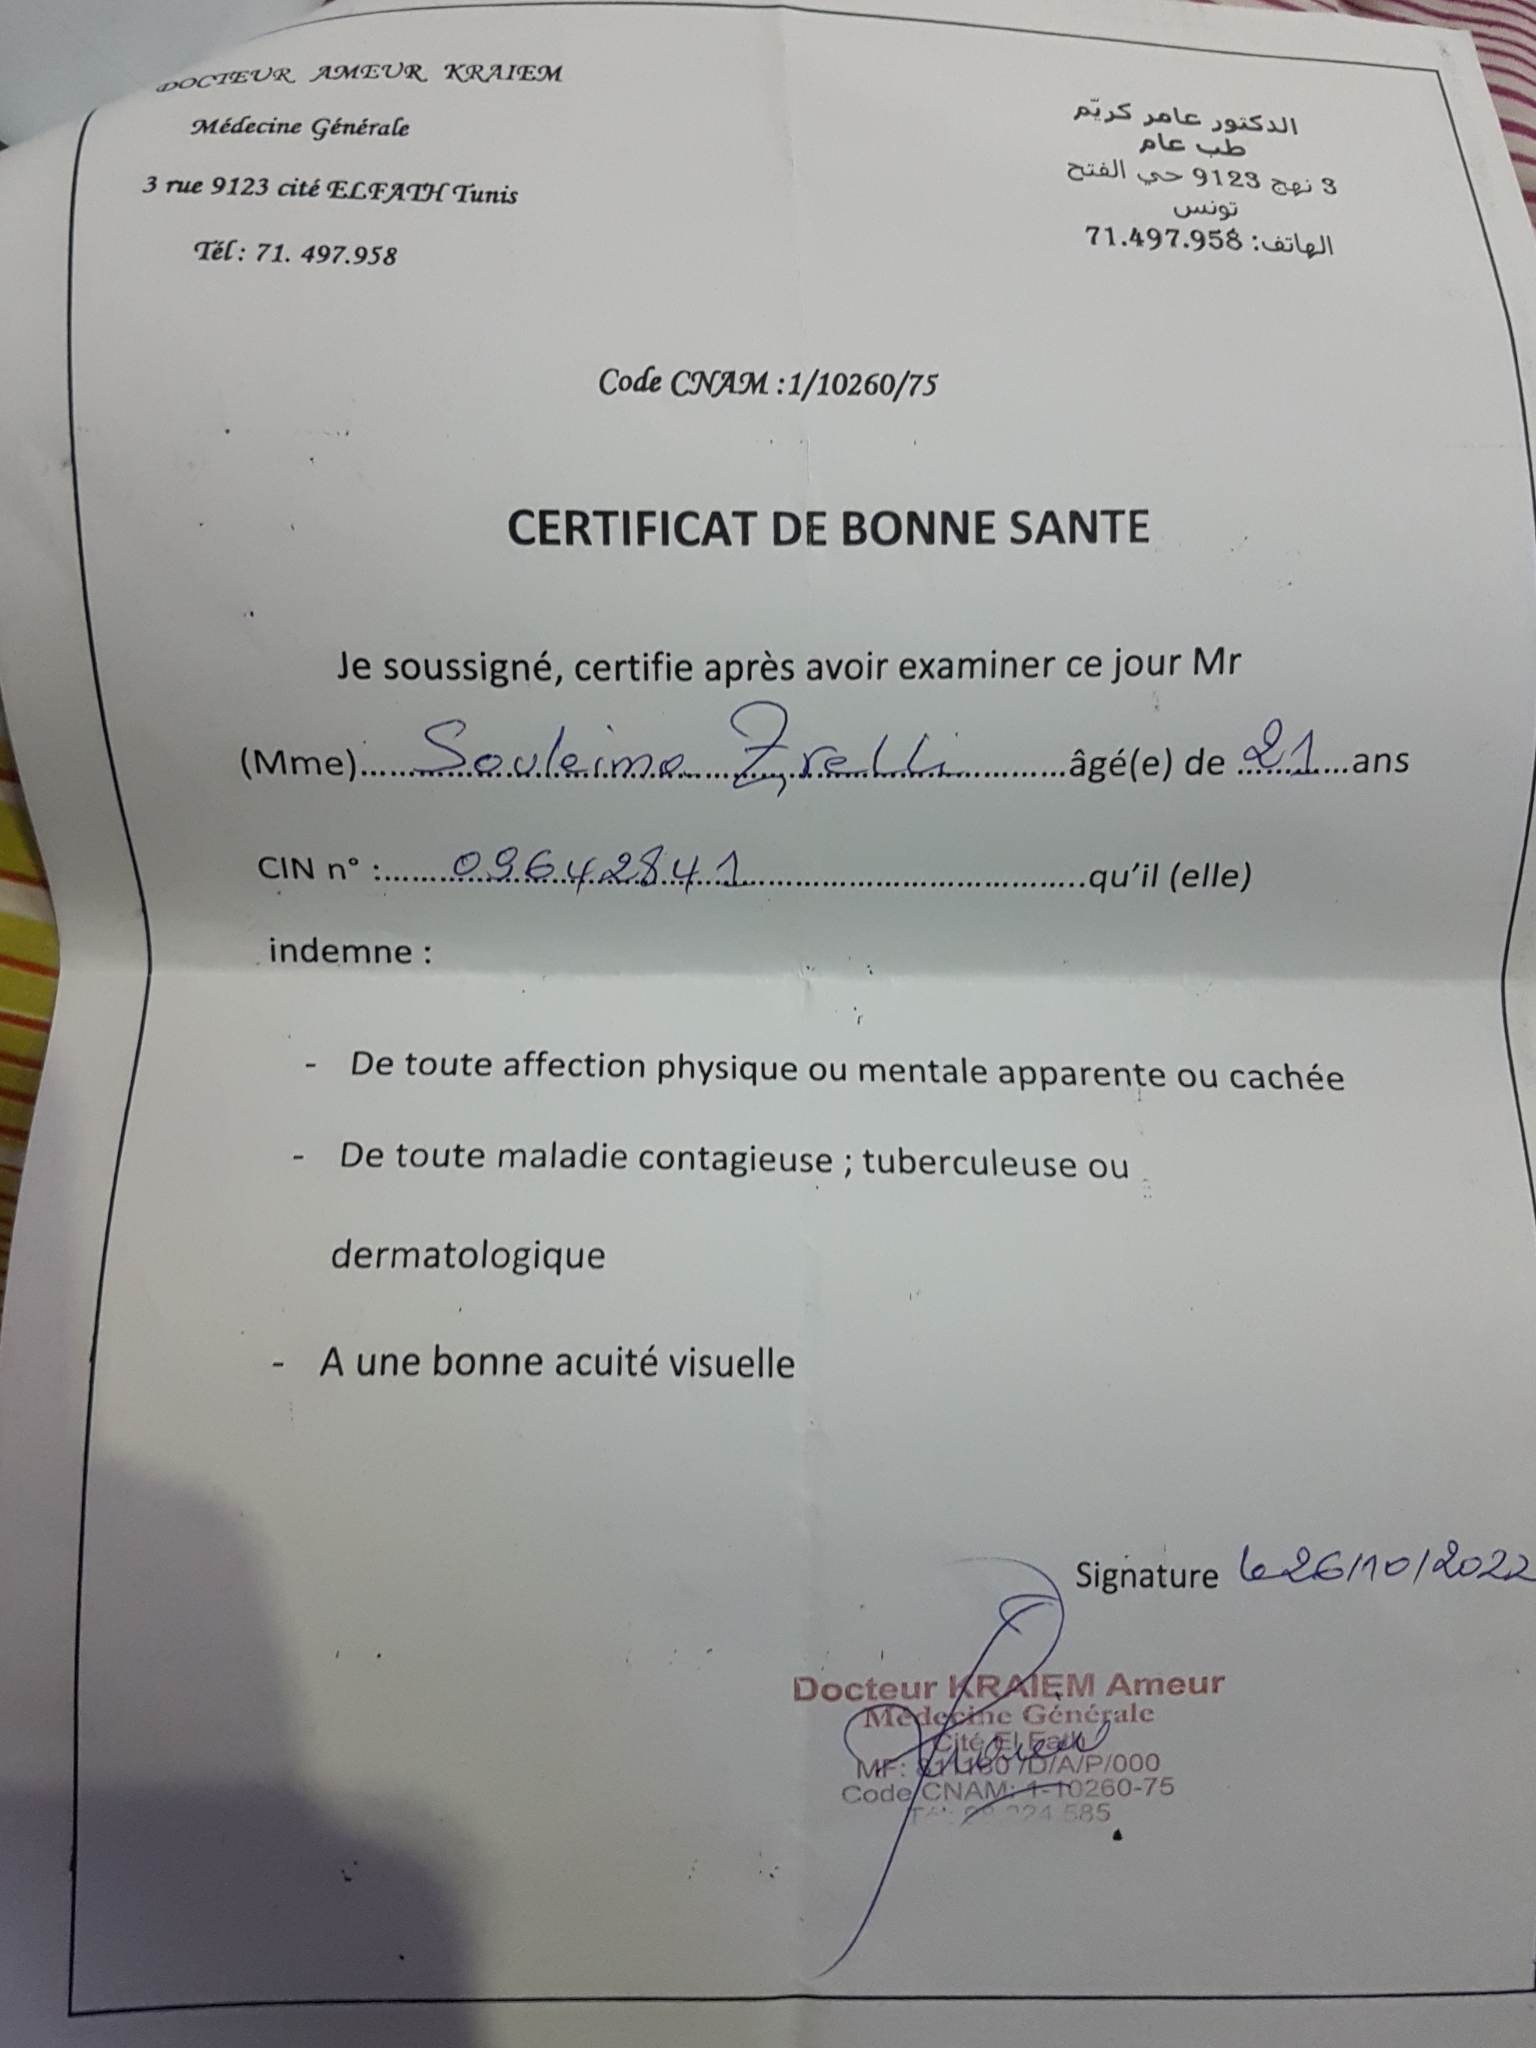 DOCTEUR AMEUR KRAIEM
Médecine Générale
3 rue 9123 cité ELFATH Tunis
Tél : 71. 497.958
الدكتور عامر كريّم
طب عام
3 نهج 9123 حي الفتح
تونس
الهاتف: 71.497.958
Code CNAM :1/10260/75
CERTIFICAT DE BONNE SANTE
Je soussigné, certifie après avoir examiner ce jour Mr
(Mme)......Souleima Zrelli......âgé(e) de ..21..ans
CIN n° :......09642841......qu'il (elle)
indemne :
- De toute affection physique ou mentale apparente ou cachée
- De toute maladie contagieuse ; tuberculeuse ou
dermatologique
- A une bonne acuité visuelle
Signature le 26/10/2022
Docteur KRAIEM Ameur
Médecine Générale
Cité El Fath
MF: /D/A/P/000
Code CNAM: 1-10260-75
585